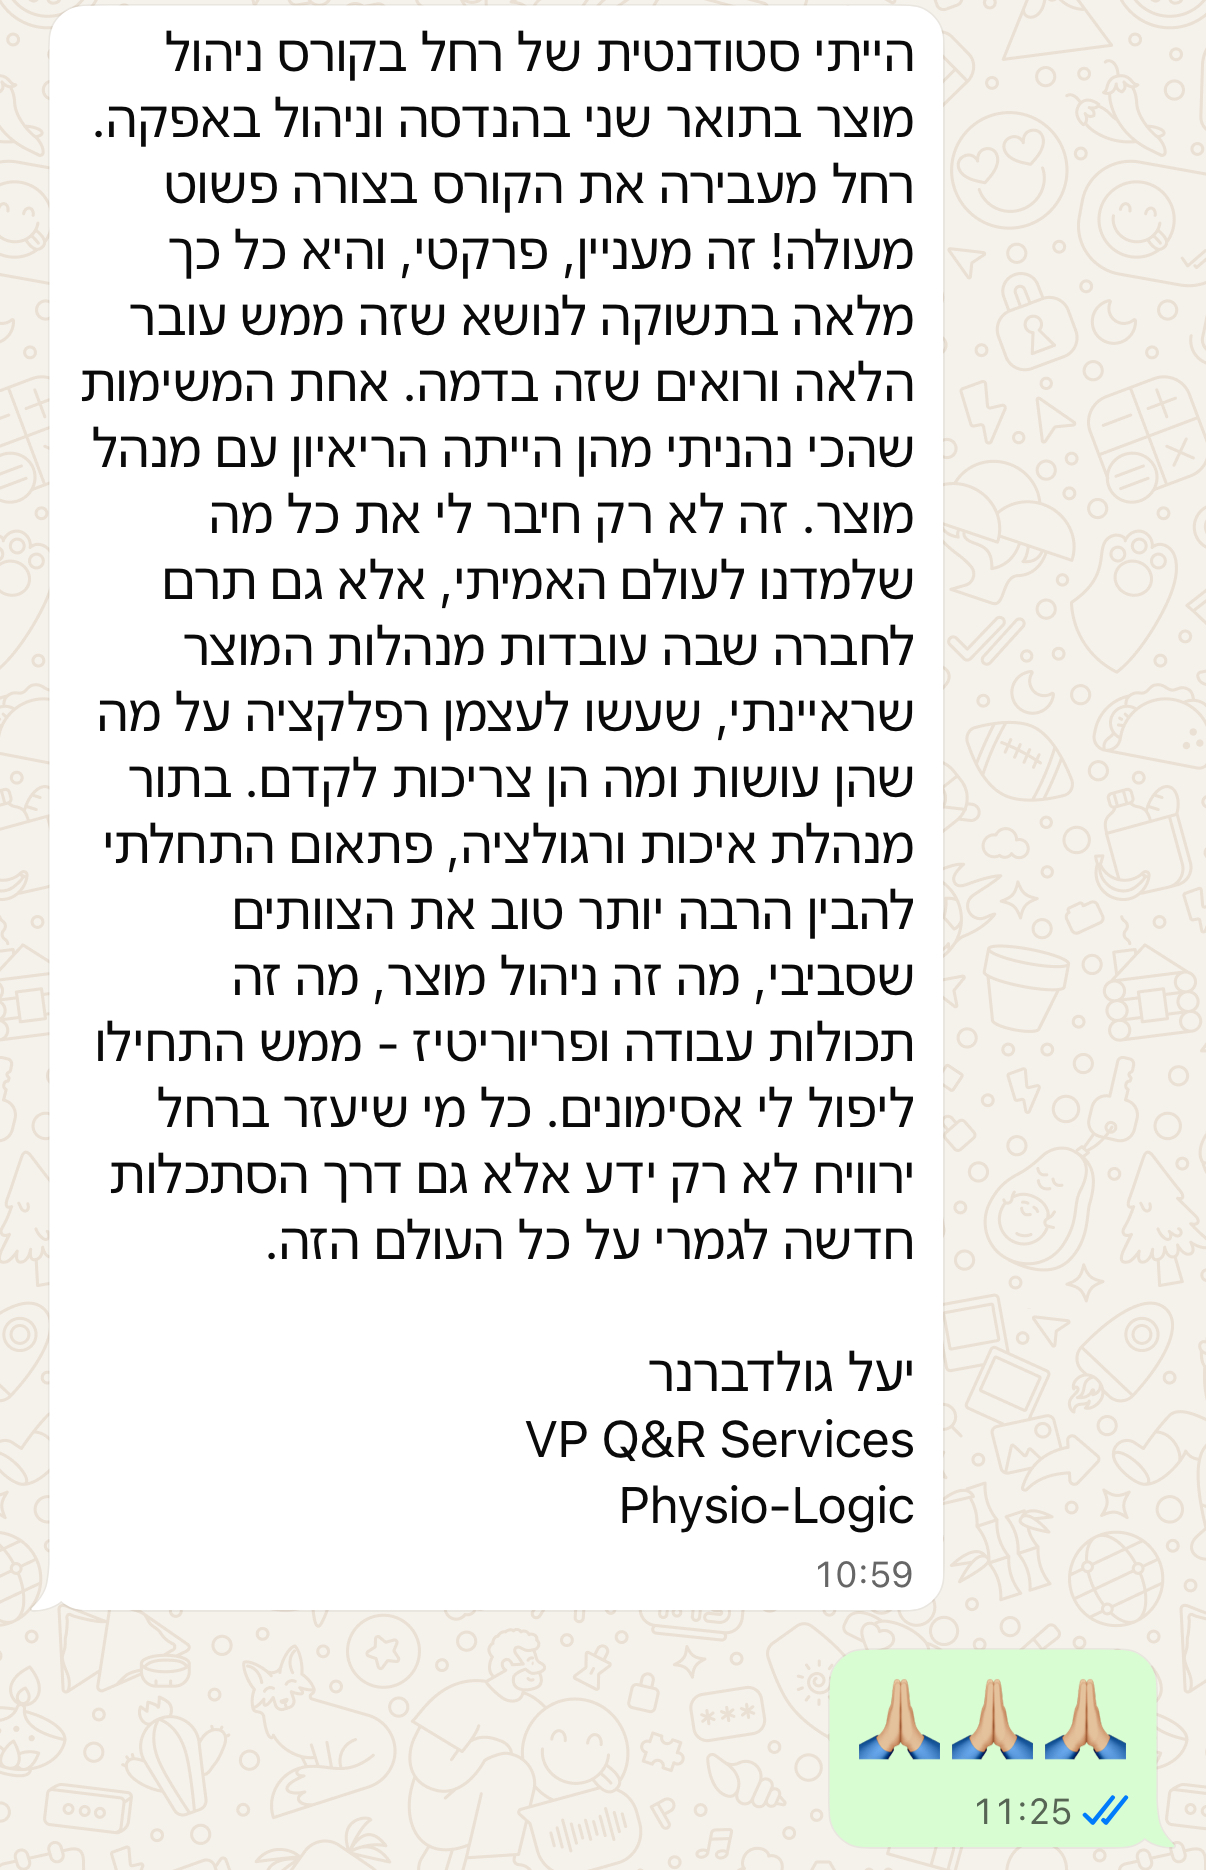 הייתי סטודנטית של רחל בקורס ניהול
מוצר בתואר שני בהנדסה וניהול באפקה.
רחל מעבירה את הקורס בצורה פשוט
מעולה! זה מעניין, פרקטי, והיא כל כך
מלאה בתשוקה לנושא שזה ממש עובר
הלאה ורואים שזה בדמה. אחת המשימות
שהכי נהניתי מהן הייתה הריאיון עם מנהל
מוצר. זה לא רק חיבר לי את כל מה
שלמדנו לעולם האמיתי, אלא גם תרם
לחברה שבה עובדות מנהלות המוצר
שראיינתי, שעשו לעצמן רפלקציה על מה
שהן עושות ומה הן צריכות לקדם. בתור
מנהלת איכות ורגולציה, פתאום התחלתי
להבין הרבה יותר טוב את הצוותים
שסביבי, מה זה ניהול מוצר, מה זה
תכולות עבודה ופריוריטיז - ממש התחילו
ליפול לי אסימונים. כל מי שיעזר ברחל
ירוויח לא רק ידע אלא גם דרך הסתכלות
חדשה לגמרי על כל העולם הזה.
יעל גולדברנר
VP Q&R Services
Physio-Logic
10:59
🙏🏼🙏🏼🙏🏼
11:25